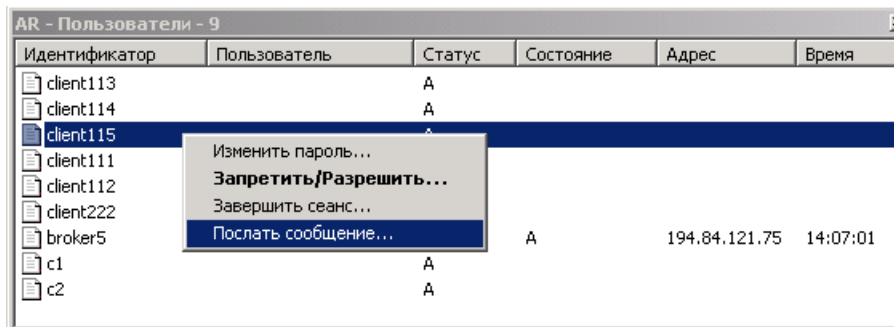 AR - Пользователи - 9
Идентификатор Пользователь Статус Состояние Адрес Время
client113 A
client114 A
client115 A
client111
client112
client222
broker5 A 194.84.121.75 14:07:01
c1 A
c2 A
Изменить пароль...
Запретить/Разрешить...
Завершить сеанс...
Послать сообщение...